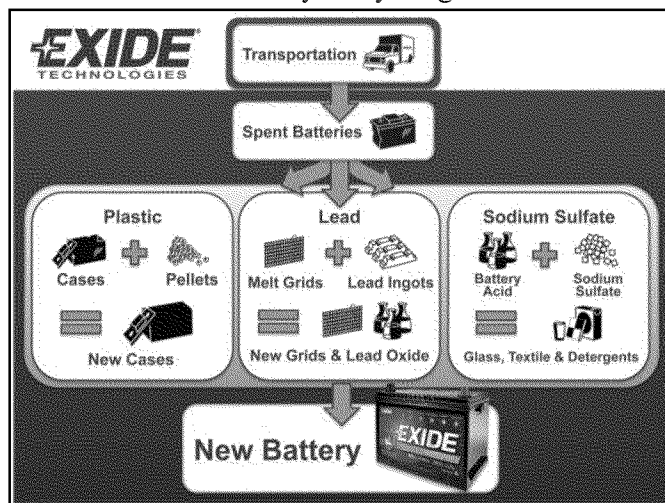 EXIDE
TECHNOLOGIES
Transportation
Spent Batteries
Plastic
Cases
Pellets
New Cases
Lead
Melt Grids
Lead Ingots
New Grids & Lead Oxide
Sodium Sulfate
Battery
Acid
Sodium
Sulfate
Glass, Textile & Detergents
New Battery
EXIDE